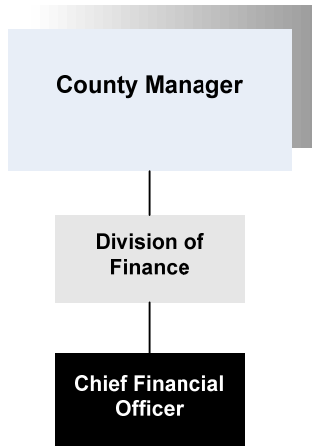 County Manager
Division of
Finance
Chief Financial
Officer